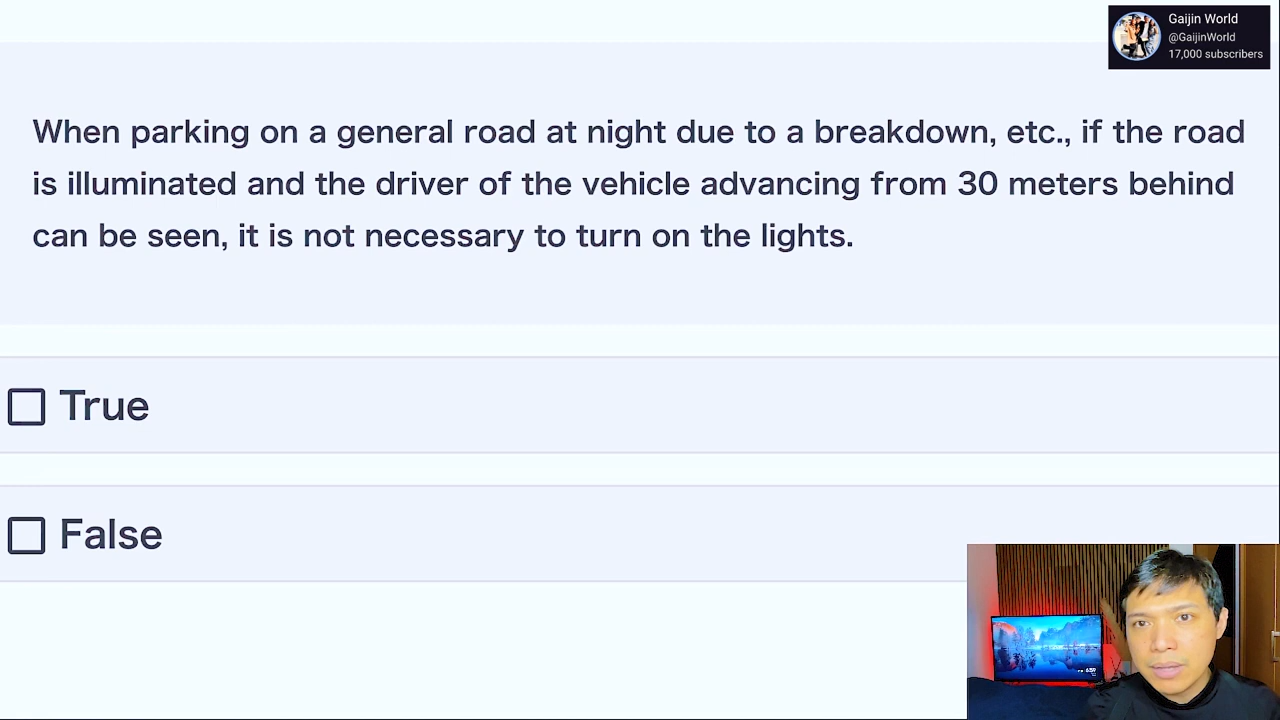 Gaijin World
@GaijinWorld
17,000 subscribers
When parking on a general road at night due to a breakdown, etc., if the road
is illuminated and the driver of the vehicle advancing from 30 meters behind
can be seen, it is not necessary to turn on the lights.
True
False